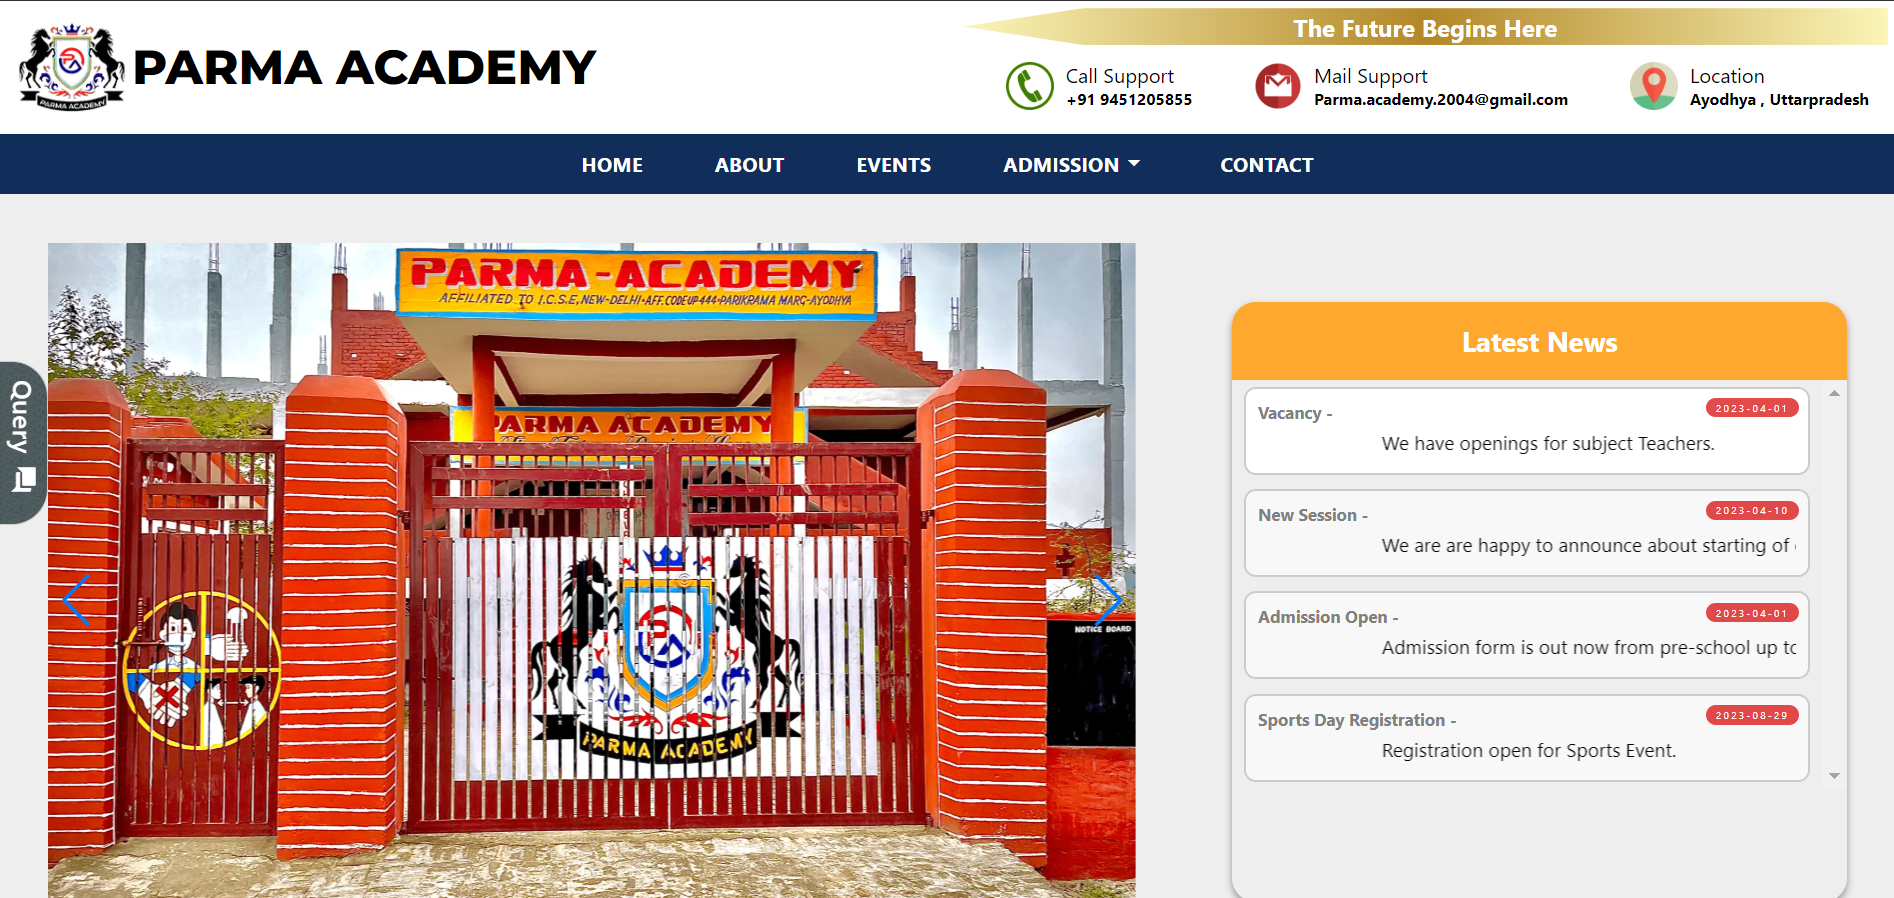 The Future Begins Here
PARMA ACADEMY
PARMA ACADEMY
Call Support
+91 9451205855
Mail Support
Parma.academy.2004@gmail.com
Location
Ayodhya , Uttarpradesh
HOME
ABOUT
EVENTS
ADMISSION
CONTACT
PARMA-ACADEMY
AFFILIATED TO I.C.S.E, NEW-DELHI-AFF.CODE UP444-PARIKRAMA MARG-AYODHYA
PARMA ACADEMY
NOTICE BOARD
PARMA ACADEMY
Query
Latest News
Vacancy -
2023-04-01
We have openings for subject Teachers.
New Session -
2023-04-10
We are are happy to announce about starting of
Admission Open -
2023-04-01
Admission form is out now from pre-school up to
Sports Day Registration -
2023-08-29
Registration open for Sports Event.